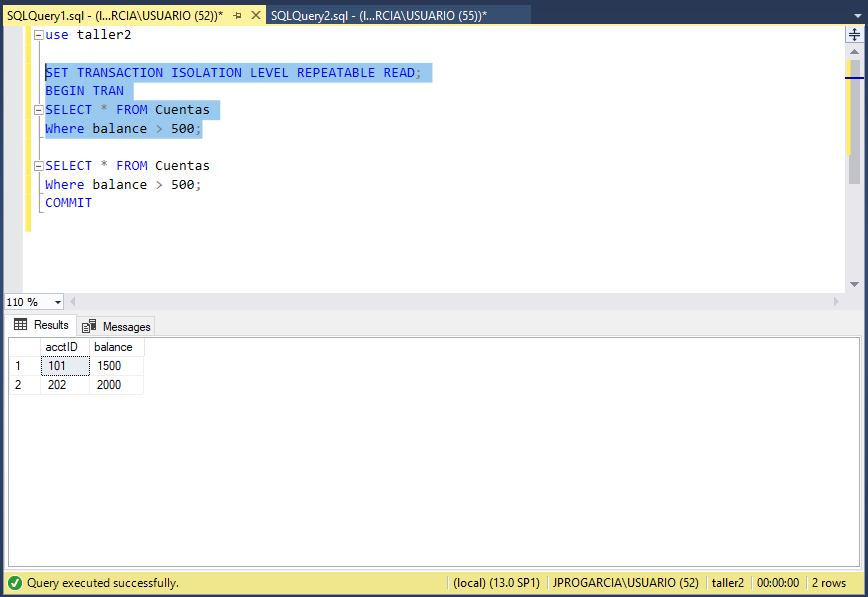 SQLQuery1.sql - (l...RCIA\USUARIO (52))* SQLQuery2.sql - (l...RCIA\USUARIO (55))*
use taller2
SET TRANSACTION ISOLATION LEVEL REPEATABLE READ;
BEGIN TRAN
SELECT * FROM Cuentas
Where balance > 500;
SELECT * FROM Cuentas
Where balance > 500;
COMMIT
110 %
Results Messages
acctID balance
1 101 1500
2 202 2000
Query executed successfully. (local) (13.0 SP1) JPROGARCIA\USUARIO (52) taller2 00:00:00 2 rows